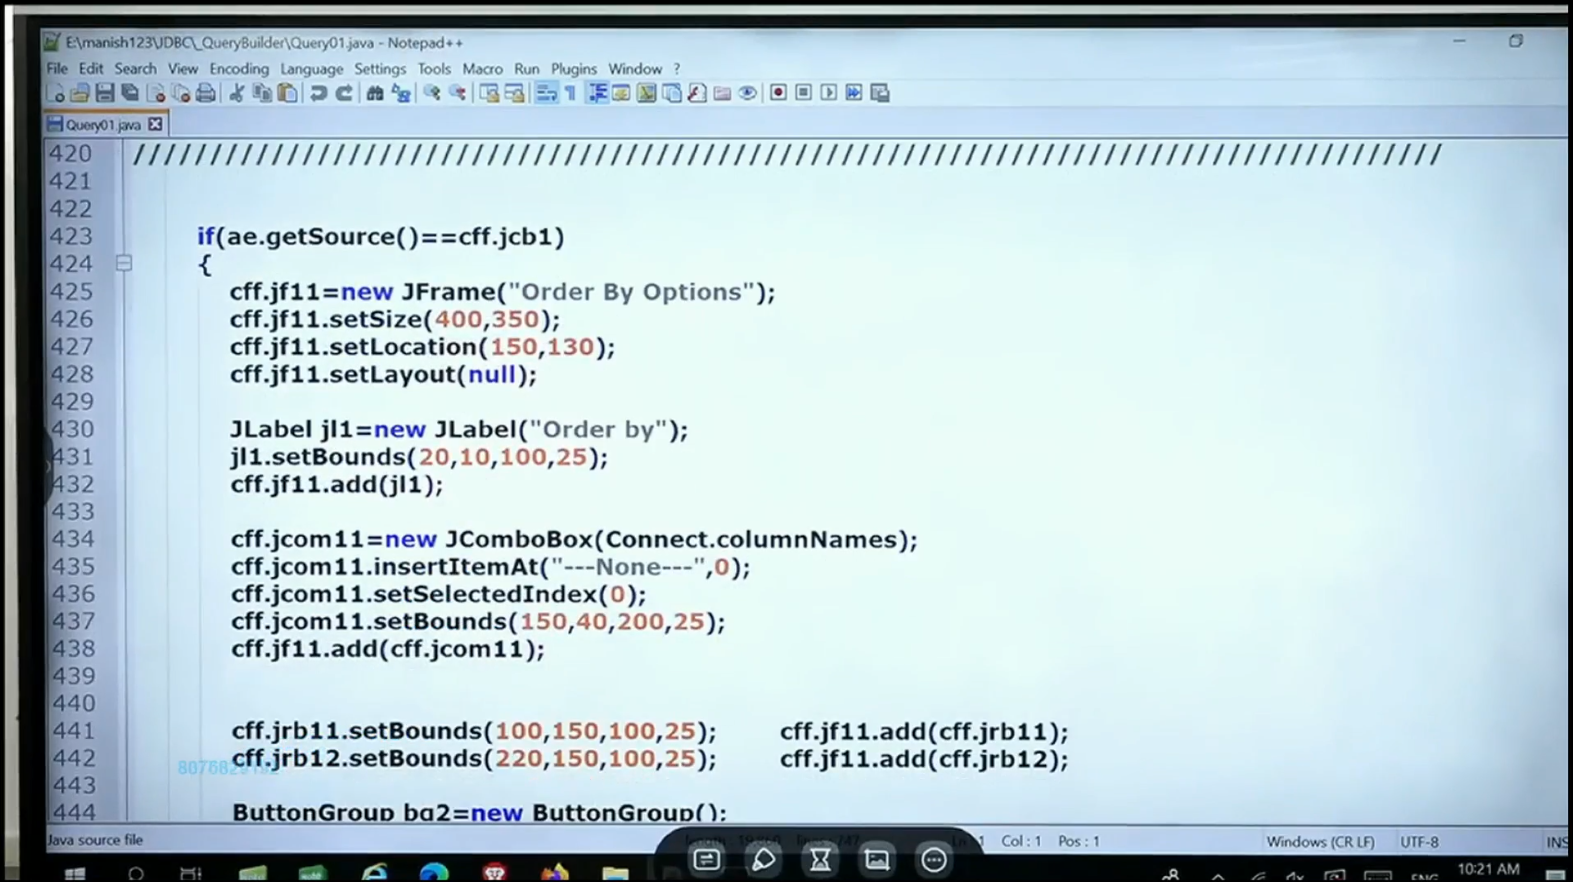 E:\manish123\JDBC\_QueryBuilder\Query01.java - Notepad++
File Edit Search View Encoding Language Settings Tools Macro Run Plugins Window ?
Query01.java
420 //////////////////////////////////////////////////////////////////////////////////////
421
422
423 if(ae.getSource()==cff.jcb1)
424 {
425 cff.jf11=new JFrame("Order By Options");
426 cff.jf11.setSize(400,350);
427 cff.jf11.setLocation(150,130);
428 cff.jf11.setLayout(null);
429
430 JLabel jl1=new JLabel("Order by");
431 jl1.setBounds(20,10,100,25);
432 cff.jf11.add(jl1);
433
434 cff.jcom11=new JComboBox(Connect.columnNames);
435 cff.jcom11.insertItemAt("---None---",0);
436 cff.jcom11.setSelectedIndex(0);
437 cff.jcom11.setBounds(150,40,200,25);
438 cff.jf11.add(cff.jcom11);
439
440
441 cff.jrb11.setBounds(100,150,100,25); cff.jf11.add(cff.jrb11);
442 cff.jrb12.setBounds(220,150,100,25); cff.jf11.add(cff.jrb12);
443
444 ButtonGroup bg2=new ButtonGroup();
Java source file Col : 1 Pos : 1 Windows (CR LF) UTF-8 INS
ENG 10:21 AM